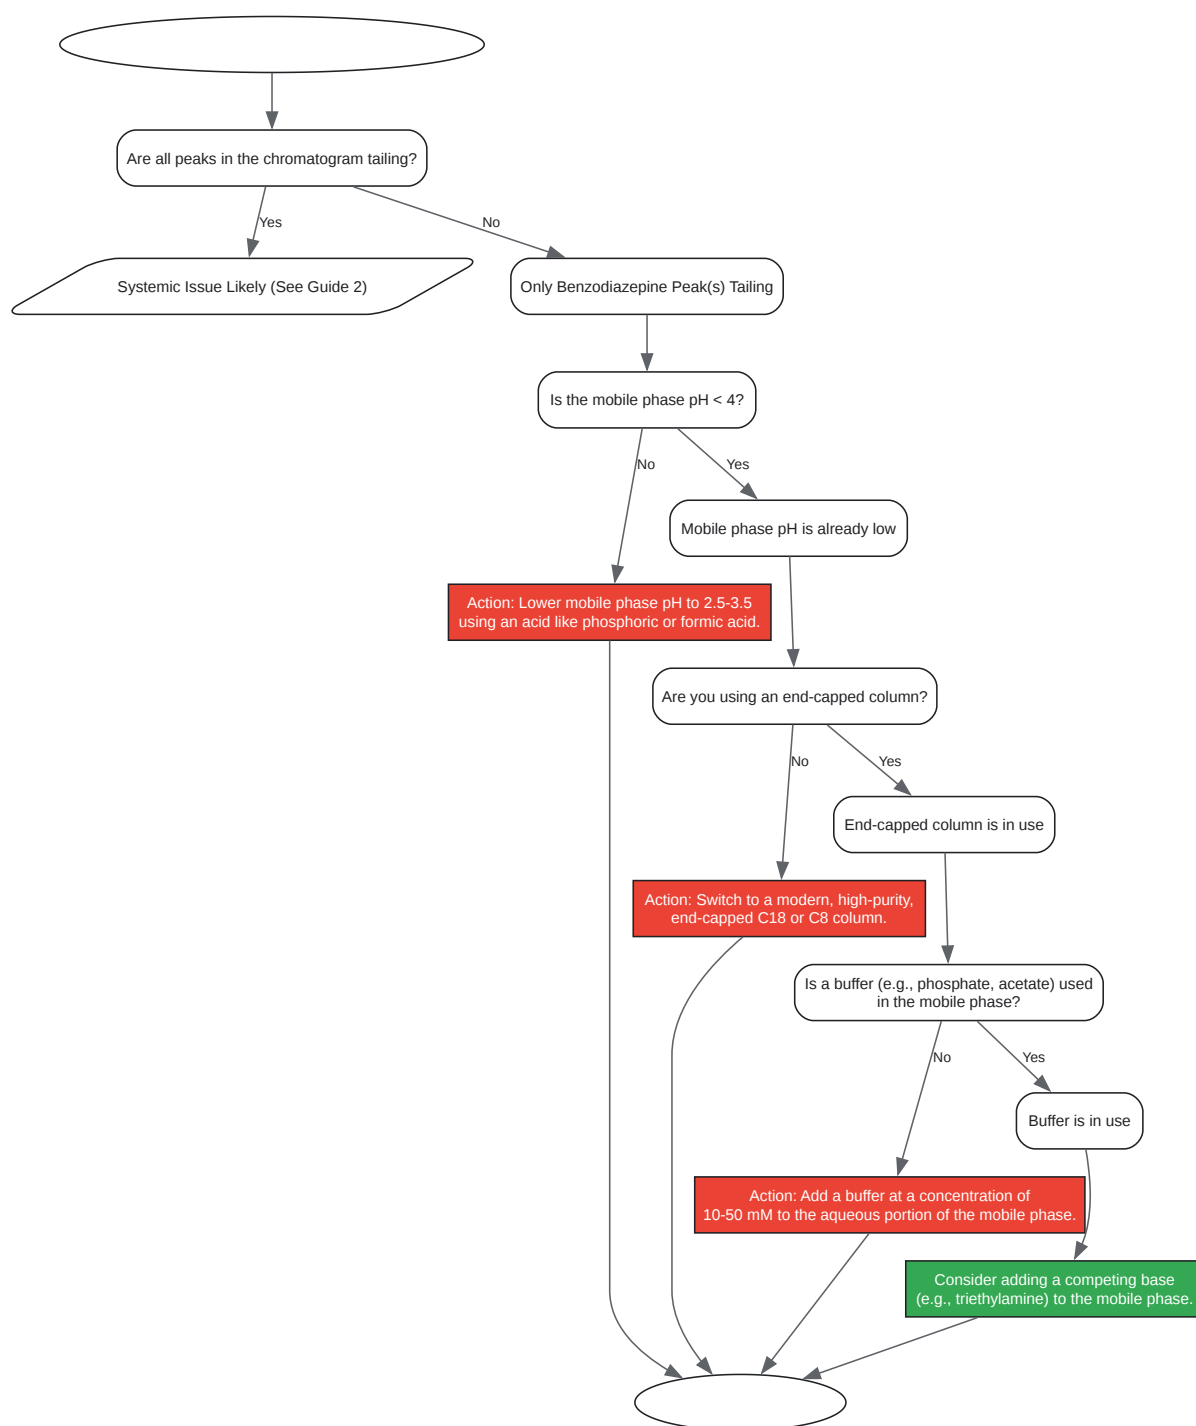 Are all peaks in the chromatogram tailing?
Yes
No
Systemic Issue Likely (See Guide 2)
Only Benzodiazepine Peak(s) Tailing
Is the mobile phase pH < 4?
No
Yes
Mobile phase pH is already low
Action: Lower mobile phase pH to 2.5-3.5
using an acid like phosphoric or formic acid.
Are you using an end-capped column?
No
Yes
End-capped column is in use
Action: Switch to a modern, high-purity,
end-capped C18 or C8 column.
Is a buffer (e.g., phosphate, acetate) used
in the mobile phase?
No
Yes
Buffer is in use
Action: Add a buffer at a concentration of
10-50 mM to the aqueous portion of the mobile phase.
Consider adding a competing base
(e.g., triethylamine) to the mobile phase.